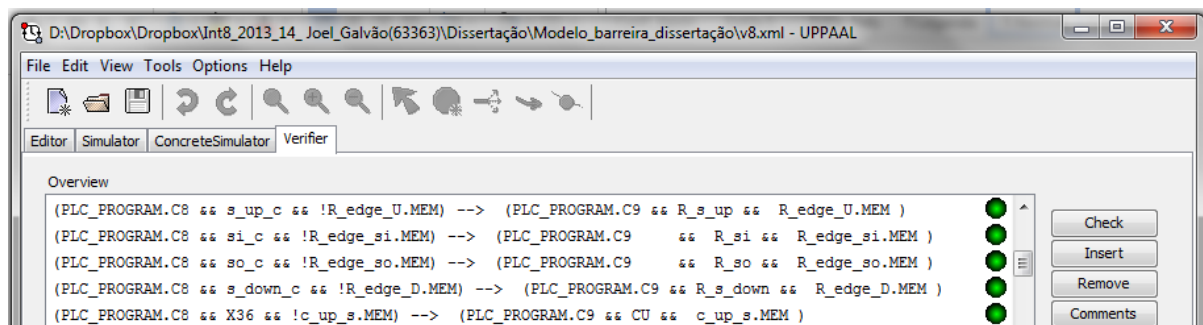 D:\Dropbox\Dropbox\Int8_2013_14_ Joel_Galvão(63363)\Dissertação\Modelo_barreira_dissertação\v8.xml - UPPAAL
File Edit View Tools Options Help
Editor Simulator ConcreteSimulator Verifier
Overview
(PLC_PROGRAM.C8 && s_up_c && !R_edge_U.MEM) --> (PLC_PROGRAM.C9 && R_s_up && R_edge_U.MEM )
Check
(PLC_PROGRAM.C8 && si_c && !R_edge_si.MEM) --> (PLC_PROGRAM.C9 && R_si && R_edge_si.MEM )
Insert
(PLC_PROGRAM.C8 && so_c && !R_edge_so.MEM) --> (PLC_PROGRAM.C9 && R_so && R_edge_so.MEM )
Remove
(PLC_PROGRAM.C8 && s_down_c && !R_edge_D.MEM) --> (PLC_PROGRAM.C9 && R_s_down && R_edge_D.MEM )
Comments
(PLC_PROGRAM.C8 && X36 && !c_up_s.MEM) --> (PLC_PROGRAM.C9 && CU && c_up_s.MEM )